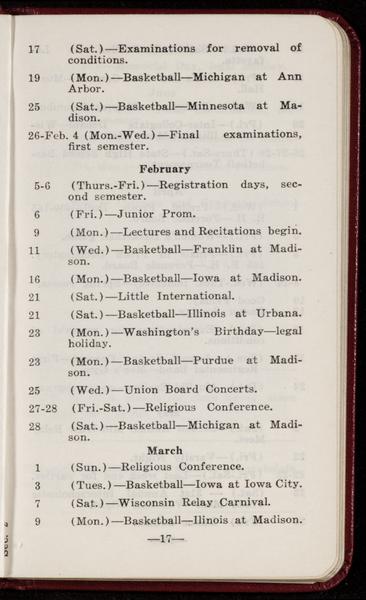 17 (Sat.)—Examinations for removal of
conditions.
19 (Mon.)—Basketball—Michigan at Ann
Arbor.
25 (Sat.)—Basketball—Minnesota at Ma-
dison.
26-Feb. 4 (Mon.-Wed.)—Final examinations,
first semester.
February
5-6 (Thurs.-Fri.)—Registration days, sec-
ond semester.
6 (Fri.)—Junior Prom.
9 (Mon.)—Lectures and Recitations begin.
11 (Wed.)—Basketball—Franklin at Madi-
son.
16 (Mon.)—Basketball—Iowa at Madison.
21 (Sat.)—Little International.
21 (Sat.)—Basketball—Illinois at Urbana.
23 (Mon.)—Washington's Birthday—legal
holiday.
23 (Mon.)—Basketball—Purdue at Madi-
son.
25 (Wed.)—Union Board Concerts.
27-28 (Fri.-Sat.)—Religious Conference.
28 (Sat.)—Basketball—Michigan at Madi-
son.
March
1 (Sun.)—Religious Conference.
3 (Tues.)—Basketball—Iowa at Iowa City.
7 (Sat.)—Wisconsin Relay Carnival.
9 (Mon.)—Basketball—Ilinois at Madison.
—17—